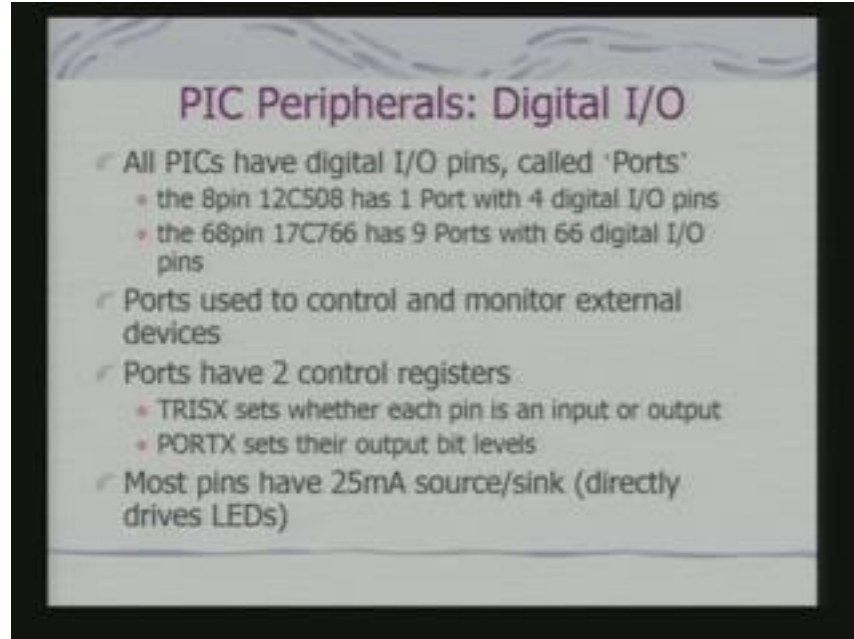 PIC Peripherals: Digital I/O
All PICs have digital I/O pins, called 'Ports'
the 8pin 12C508 has 1 Port with 4 digital I/O pins
the 68pin 17C766 has 9 Ports with 66 digital I/O
pins
Ports used to control and monitor external
devices
Ports have 2 control registers
TRISX sets whether each pin is an input or output
PORTX sets their output bit levels
Most pins have 25mA source/sink (directly
drives LEDs)